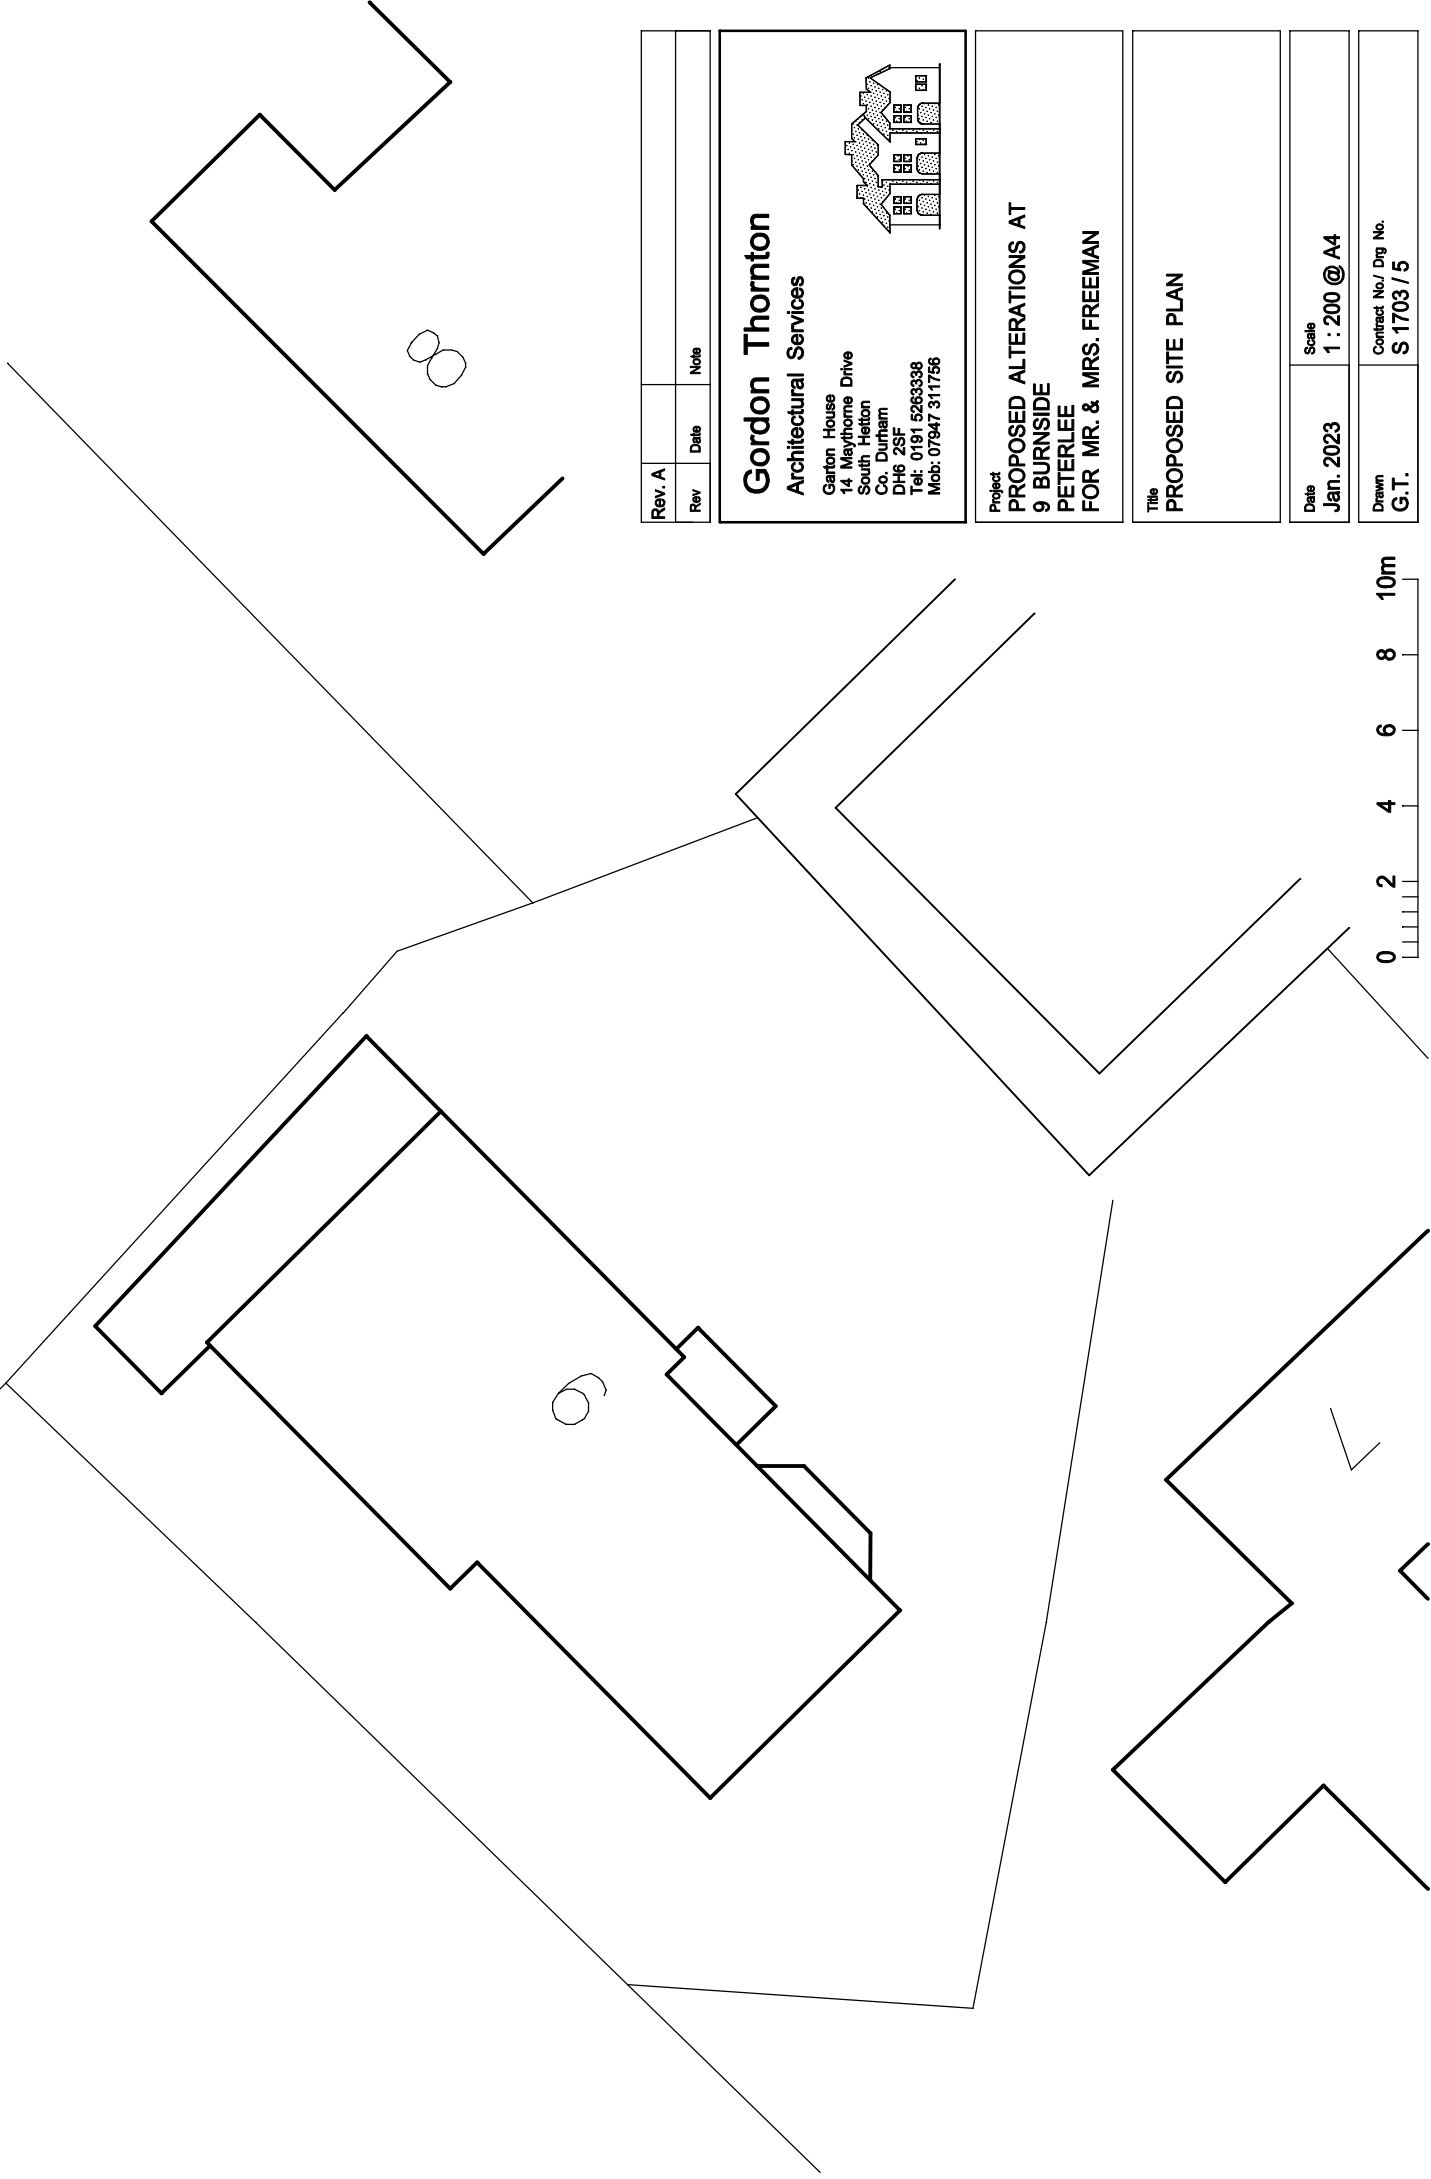 Rev. A
Rev Date Note
Gordon Thornton
Architectural Services
Garton House
14 Maythorne Drive
South Hetton
Co. Durham
DH6 2SF
Tel: 0191 5263338
Mob: 07947 311756
Project
PROPOSED ALTERATIONS AT
9 BURNSIDE
PETERLEE
FOR MR. & MRS. FREEMAN
Title
PROPOSED SITE PLAN
Date
Jan. 2023
Scale
1 : 200 @ A4
Drawn
G.T.
Contract No./ Drg No.
S 1703 / 5
0 2 4 6 8 10m
8
9